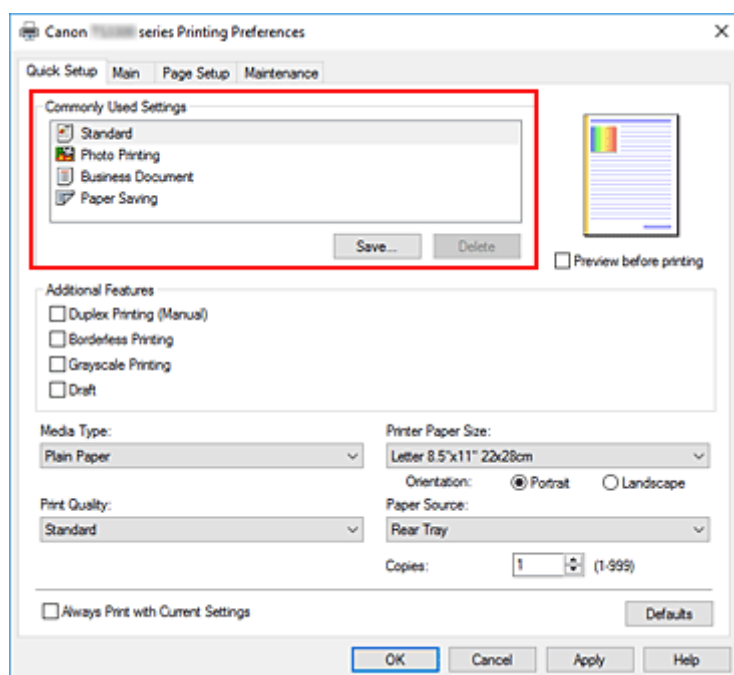 Canon series Printing Preferences
Quick Setup Main Page Setup Maintenance
Commonly Used Settings
Standard
Photo Printing
Business Document
Paper Saving
Save... Delete
Preview before printing
Additional Features
Duplex Printing (Manual)
Borderless Printing
Grayscale Printing
Draft
Media Type: Printer Paper Size:
Plain Paper Letter 8.5"x11" 22x28cm
Orientation: Portrait Landscape
Print Quality: Paper Source:
Standard Rear Tray
Copies: 1 (1-999)
Always Print with Current Settings Defaults
OK Cancel Apply Help